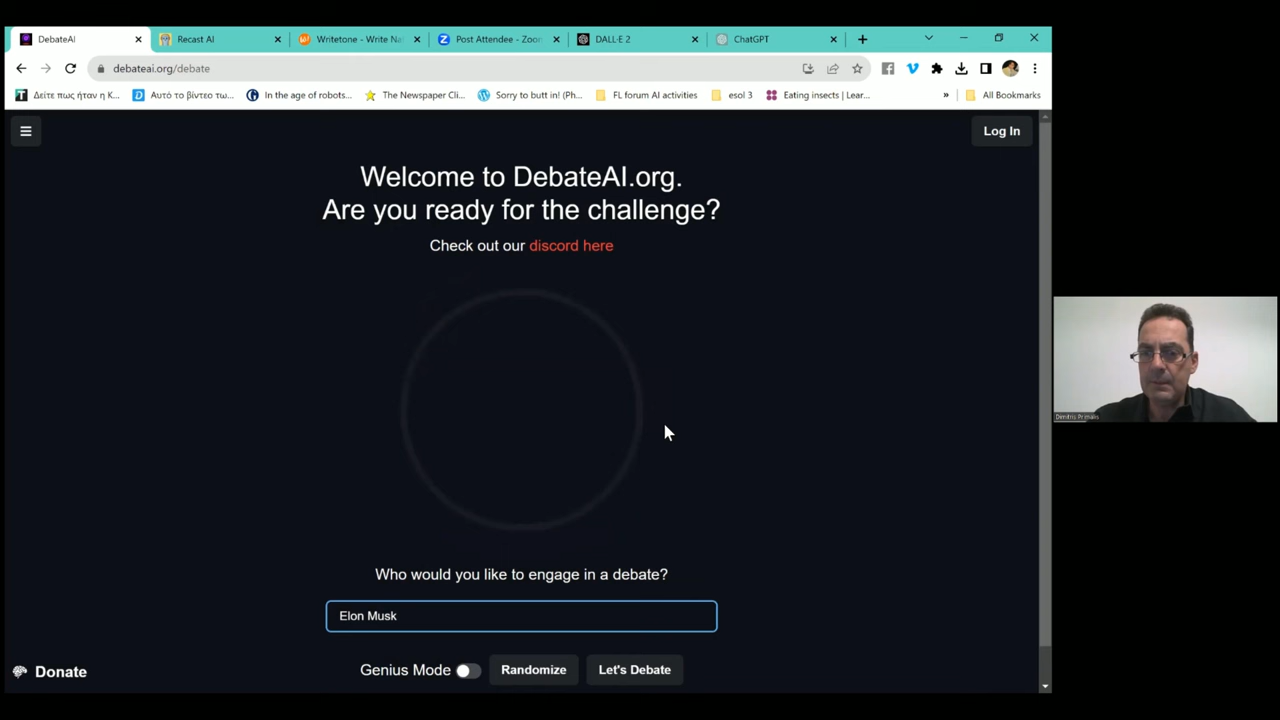 DebateAI
Recast AI
Writetone - Write Na
Post Attendee - Zoom
DALL·E 2
ChatGPT
debateai.org/debate
Δείτε πως ήταν η Κ...
Αυτό το βίντεο τω...
In the age of robots...
The Newspaper Cli...
Sorry to butt in! (Ph...
FL forum AI activities
esol 3
Eating insects | Lear...
»
All Bookmarks
Log In
Welcome to DebateAI.org.
Are you ready for the challenge?
Check out our discord here
Dimitris Primalis
Who would you like to engage in a debate?
Elon Musk
Donate
Genius Mode
Randomize
Let's Debate